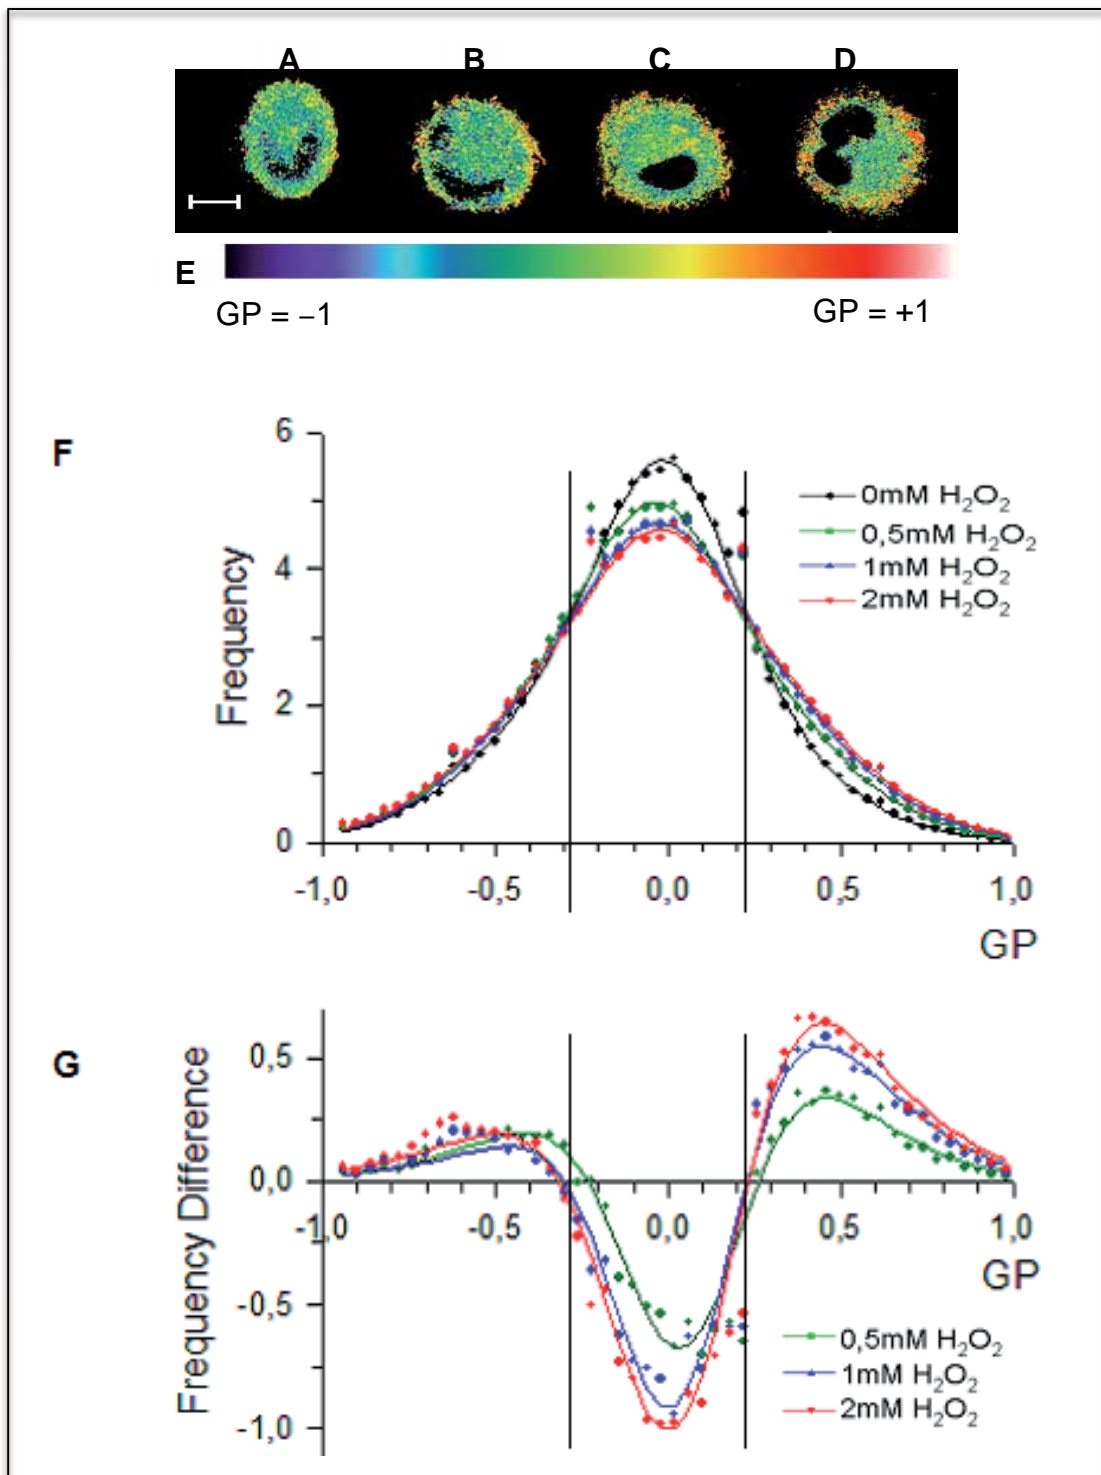 A B C D
E
GP = −1 GP = +1
F
6
4
2
0
Frequency
0mM H₂O₂
0,5mM H₂O₂
1mM H₂O₂
2mM H₂O₂
-1,0 -0,5 0,0 0,5 1,0
GP
G
0,5
0,0
-0,5
-1,0
Frequency Difference
-1,0 -0,5 0,0 0,5 1,0
GP
0,5mM H₂O₂
1mM H₂O₂
2mM H₂O₂